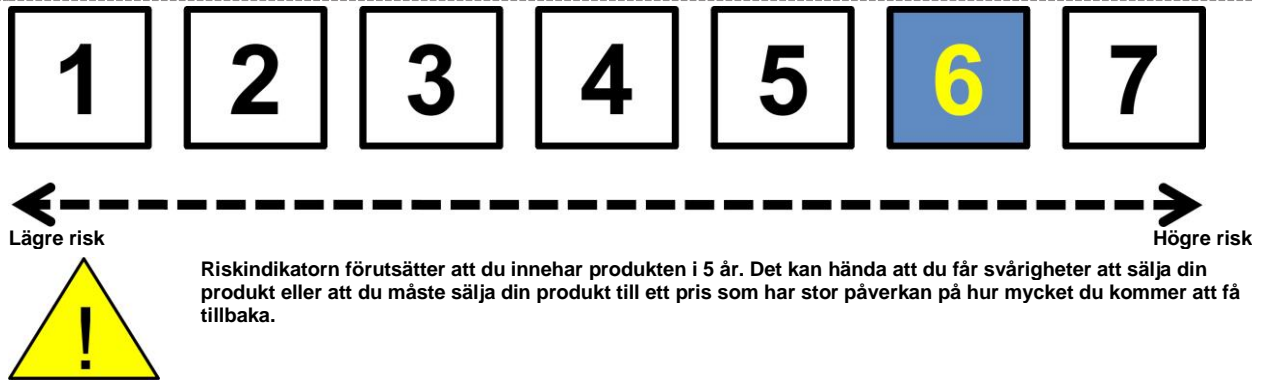 1 2 3 4 5 6 7
Lägre risk Högre risk
Riskindikatorn förutsätter att du innehar produkten i 5 år. Det kan hända att du får svårigheter att sälja din
produkt eller att du måste sälja din produkt till ett pris som har stor påverkan på hur mycket du kommer att få
tillbaka.
!